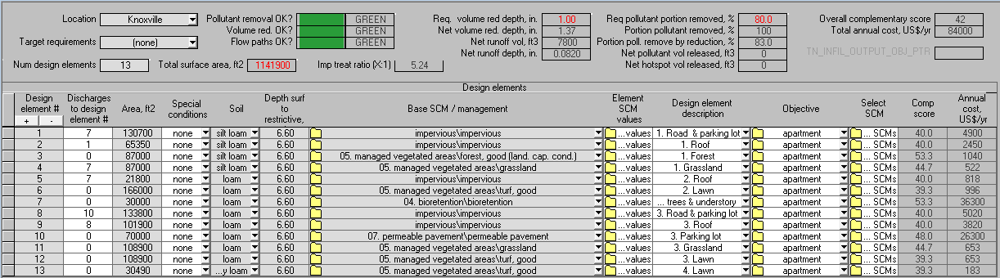 Location Knoxville Pollutant removal OK? GREEN Req. volume red depth, in. 1.00 Req pollutant portion removed, % 80.0 Overall complementary score 42
Volume red. OK? GREEN Net volume red. depth, in. 1.37 Portion pollutant removed, % 100 Total annual cost, US$/yr 84000
Target requirements (none) Flow paths OK? GREEN Net runoff vol, ft3 7800 Portion poll. remove by reduction, % 83.0
Net runoff depth, in. 0.0820 Net pollutant vol released, ft3 0 TN_INFIL_OUTPUT_OBJ_PTR
Num design elements 13 Total surface area, ft2 1141900 Imp treat ratio (X:1) 5.24 Net hotspot vol released, ft3 0
Design elements
Design element # Discharges to design element # Area, ft2 Special conditions Soil Depth surf to restrictive, Base SCM / management Element SCM values Design element description Objective Select SCM Comp score Annual cost, US$/yr
+ -
1 7 130700 none silt loam 6.60 impervious\impervious ...values 1. Road & parking lot apartment ... SCMs 40.0 4900
2 1 65350 none silt loam 6.60 impervious\impervious ...values 1. Roof apartment ... SCMs 40.0 2450
3 0 87000 none silt loam 6.60 05. managed vegetated areas\forest, good (land. cap. cond.) ...values 1. Forest apartment ... SCMs 53.3 1040
4 7 87000 none silt loam 6.60 05. managed vegetated areas\grassland ...values 1. Grassland apartment ... SCMs 44.7 522
5 7 21800 none loam 6.60 impervious\impervious ...values 2. Roof apartment ... SCMs 40.0 818
6 0 166000 none loam 6.60 05. managed vegetated areas\turf, good ...values 2. Lawn apartment ... SCMs 39.3 996
7 0 30000 none loam 6.60 04. bioretention\bioretention ...values ... trees & understory apartment ... SCMs 53.3 36300
8 10 133800 none loam 6.60 impervious\impervious ...values 3. Road & parking lot apartment ... SCMs 40.0 5020
9 8 101900 none loam 6.60 impervious\impervious ...values 3. Roof apartment ... SCMs 40.0 3820
10 0 70000 none loam 6.60 07. permeable pavement\permeable pavement ...values 3. Parking lot apartment ... SCMs 48.0 26300
11 0 108900 none loam 6.60 05. managed vegetated areas\grassland ...values 3. Grassland apartment ... SCMs 44.7 653
12 0 108900 none loam 6.60 05. managed vegetated areas\turf, good ...values 3. Lawn apartment ... SCMs 39.3 653
13 0 30490 none ...y loam 6.60 05. managed vegetated areas\turf, good ...values 4. Lawn apartment ... SCMs 39.3 183